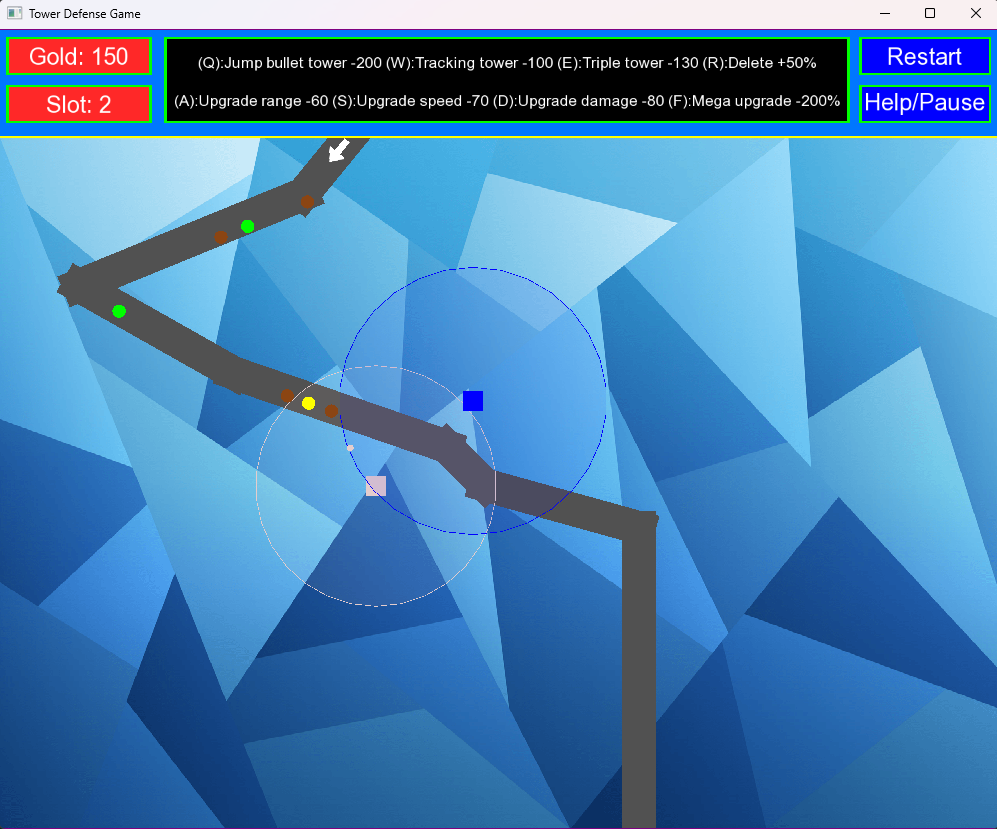 Tower Defense Game
Gold: 150
(Q):Jump bullet tower -200 (W):Tracking tower -100 (E):Triple tower -130 (R):Delete +50%
Restart
Slot: 2
(A):Upgrade range -60 (S):Upgrade speed -70 (D):Upgrade damage -80 (F):Mega upgrade -200%
Help/Pause